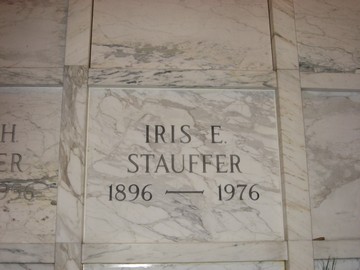 IRIS E.
STAUFFER
1896 — 1976